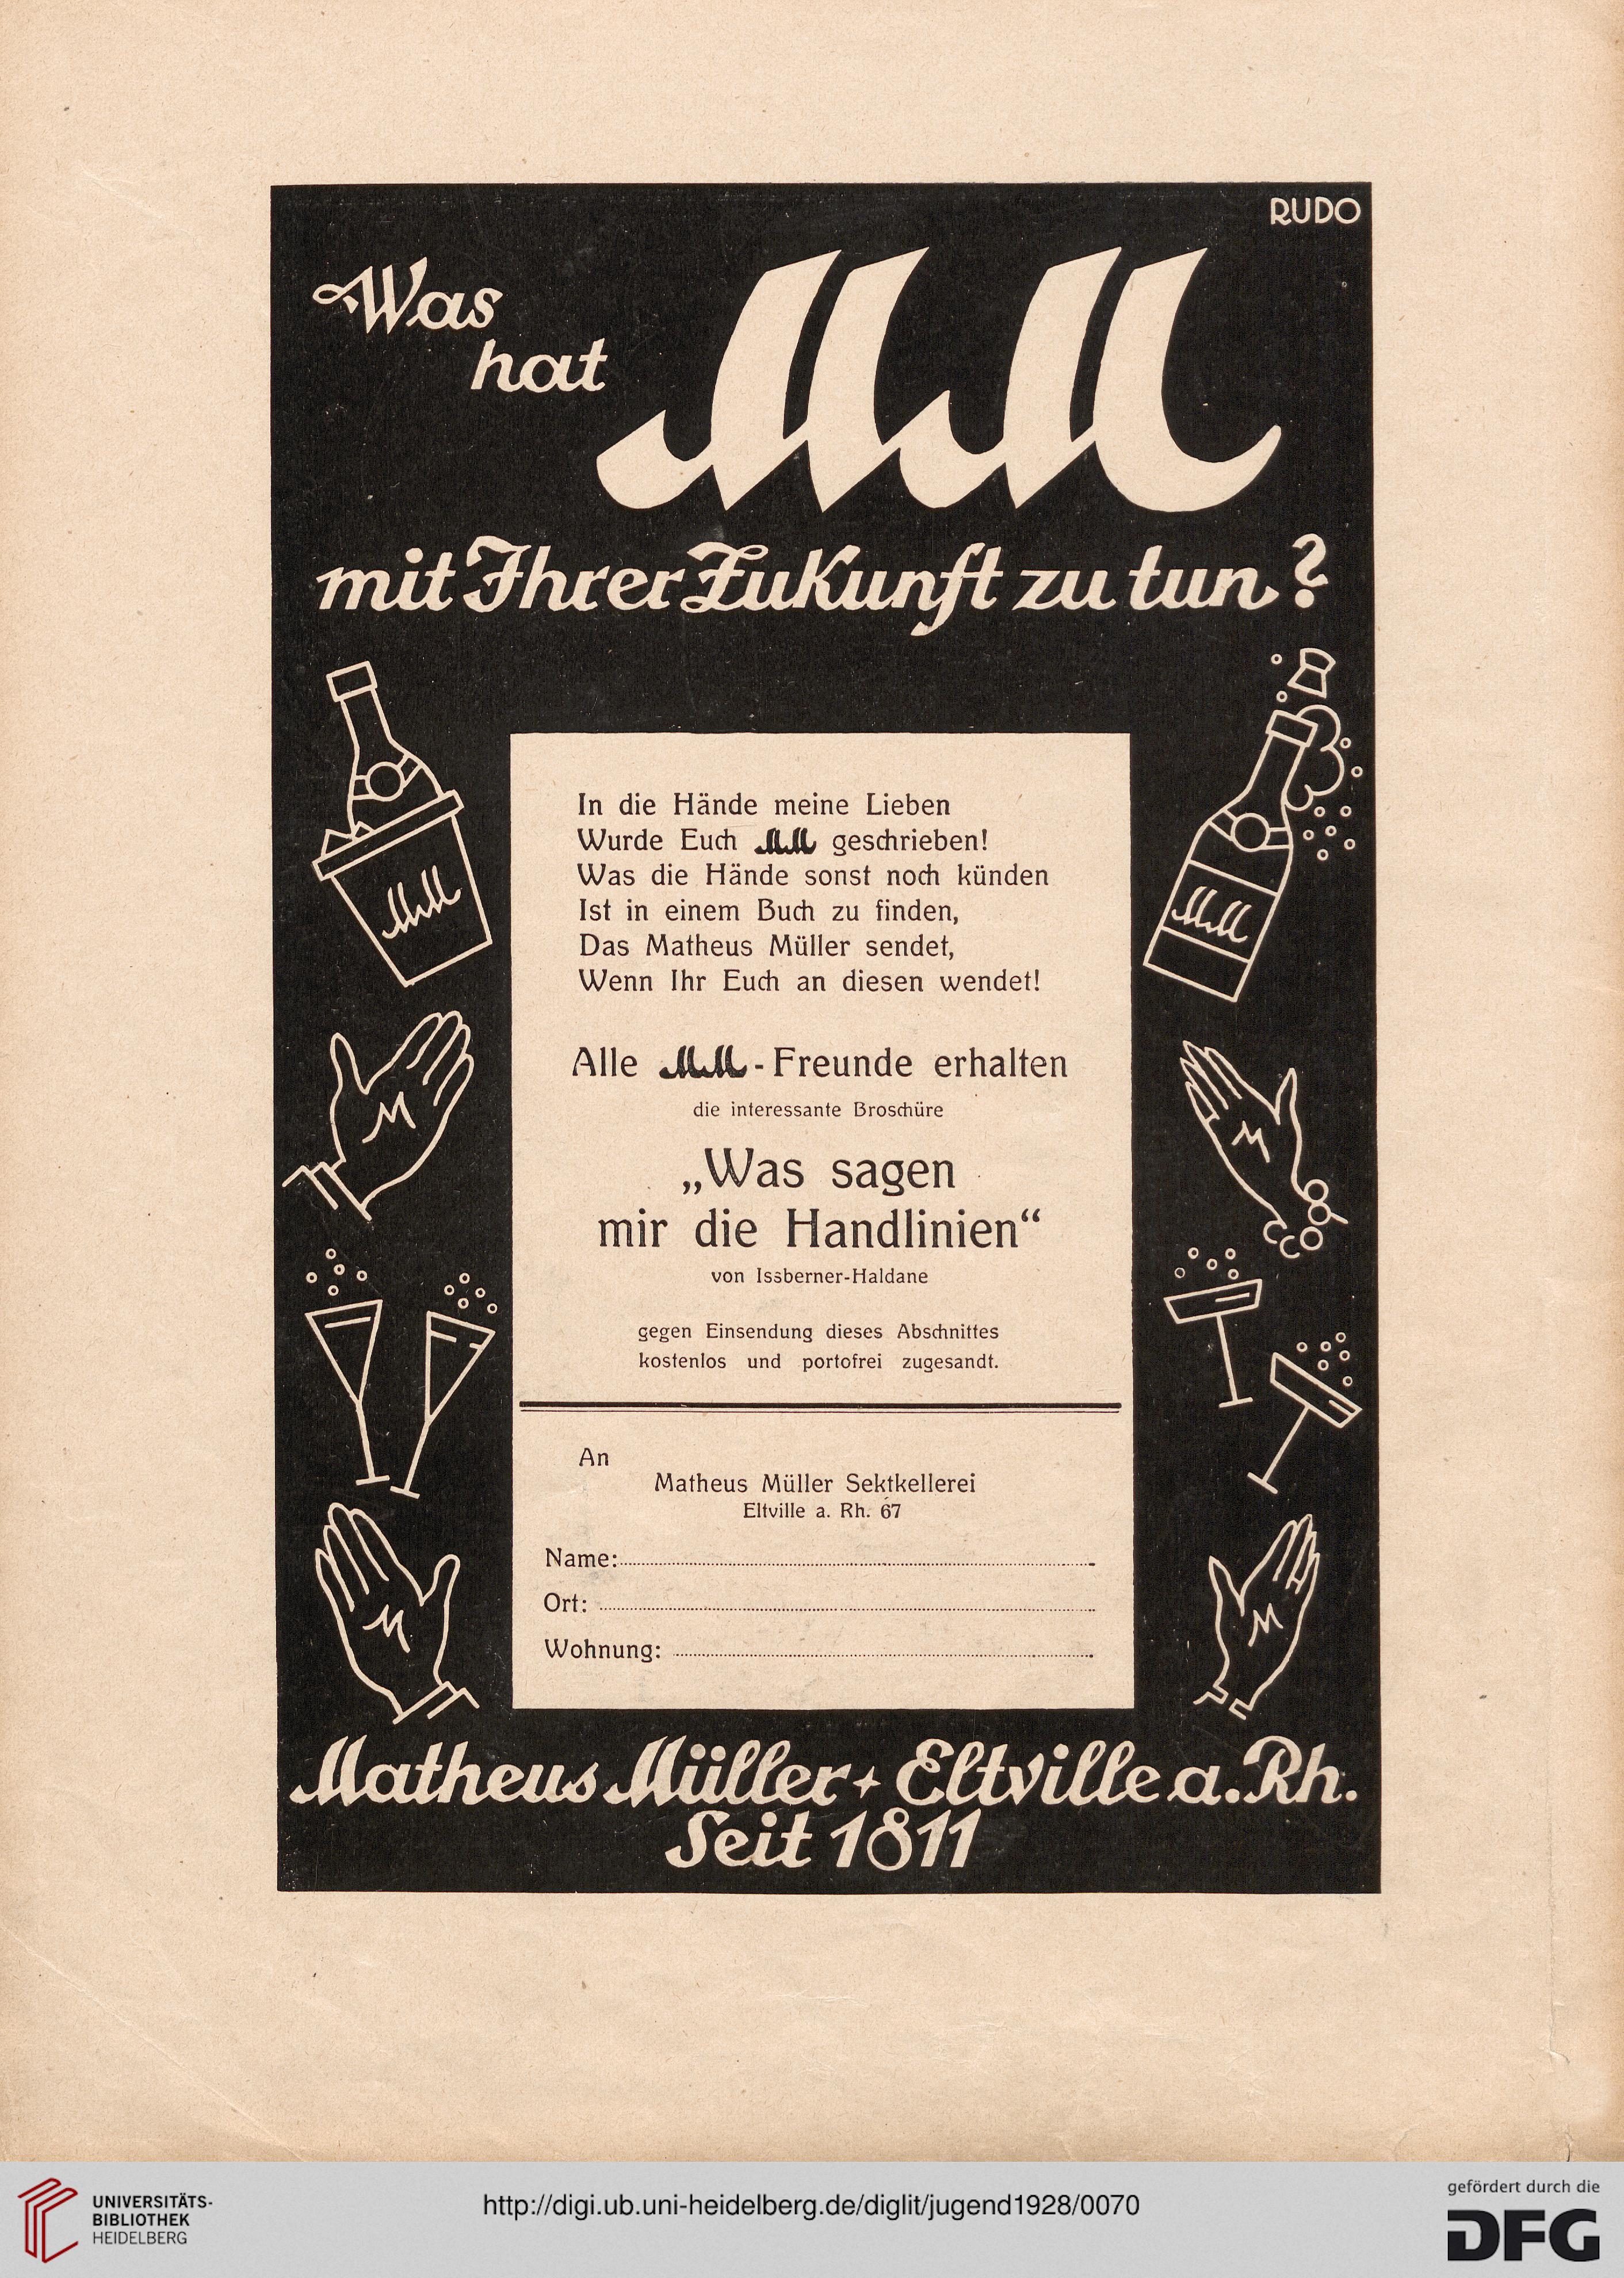 RUDO
Was
hat
MM
mit Ihrer Zukunft zu tun?
In die Hände meine Lieben
Wurde Euch MM geschrieben!
Was die Hände sonst noch künden
Ist in einem Buch zu finden,
Das Matheus Müller sendet,
Wenn Ihr Euch an diesen wendet!
Alle MM-Freunde erhalten
die interessante Broschüre
„Was sagen
mir die Handlinien“
von Issberner-Haldane
gegen Einsendung dieses Abschnittes
kostenlos und portofrei zugesandt.
An
Matheus Müller Sektkellerei
Eltville a. Rh. 67
Name:
Ort:
Wohnung:
MM
MM
M
M
M
M
Matheus Müller + Eltville a. Rh.
Seit 1811
UNIVERSITÄTS-
BIBLIOTHEK
HEIDELBERG
http://digi.ub.uni-heidelberg.de/diglit/jugend1928/0070
gefördert durch die
DFG